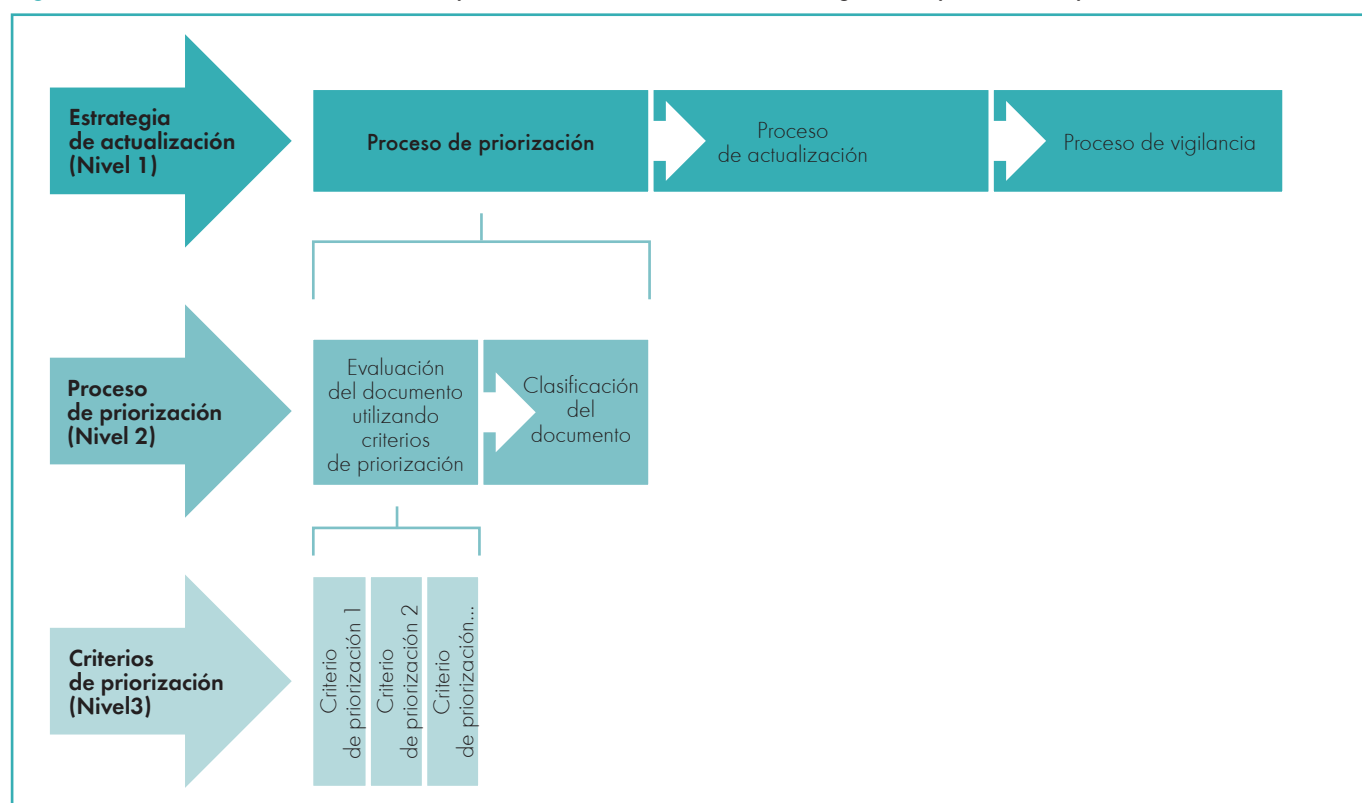 Estrategia
de actualización
(Nivel 1)
Proceso de priorización
Proceso
de actualización
Proceso de vigilancia
Proceso
de priorización
(Nivel 2)
Evaluación
del documento
utilizando
criterios
de priorización
Clasificación
del
documento
Criterios
de priorización
(Nivel3)
Criterio
de priorización 1
Criterio
de priorización 2
Criterio
de priorización...